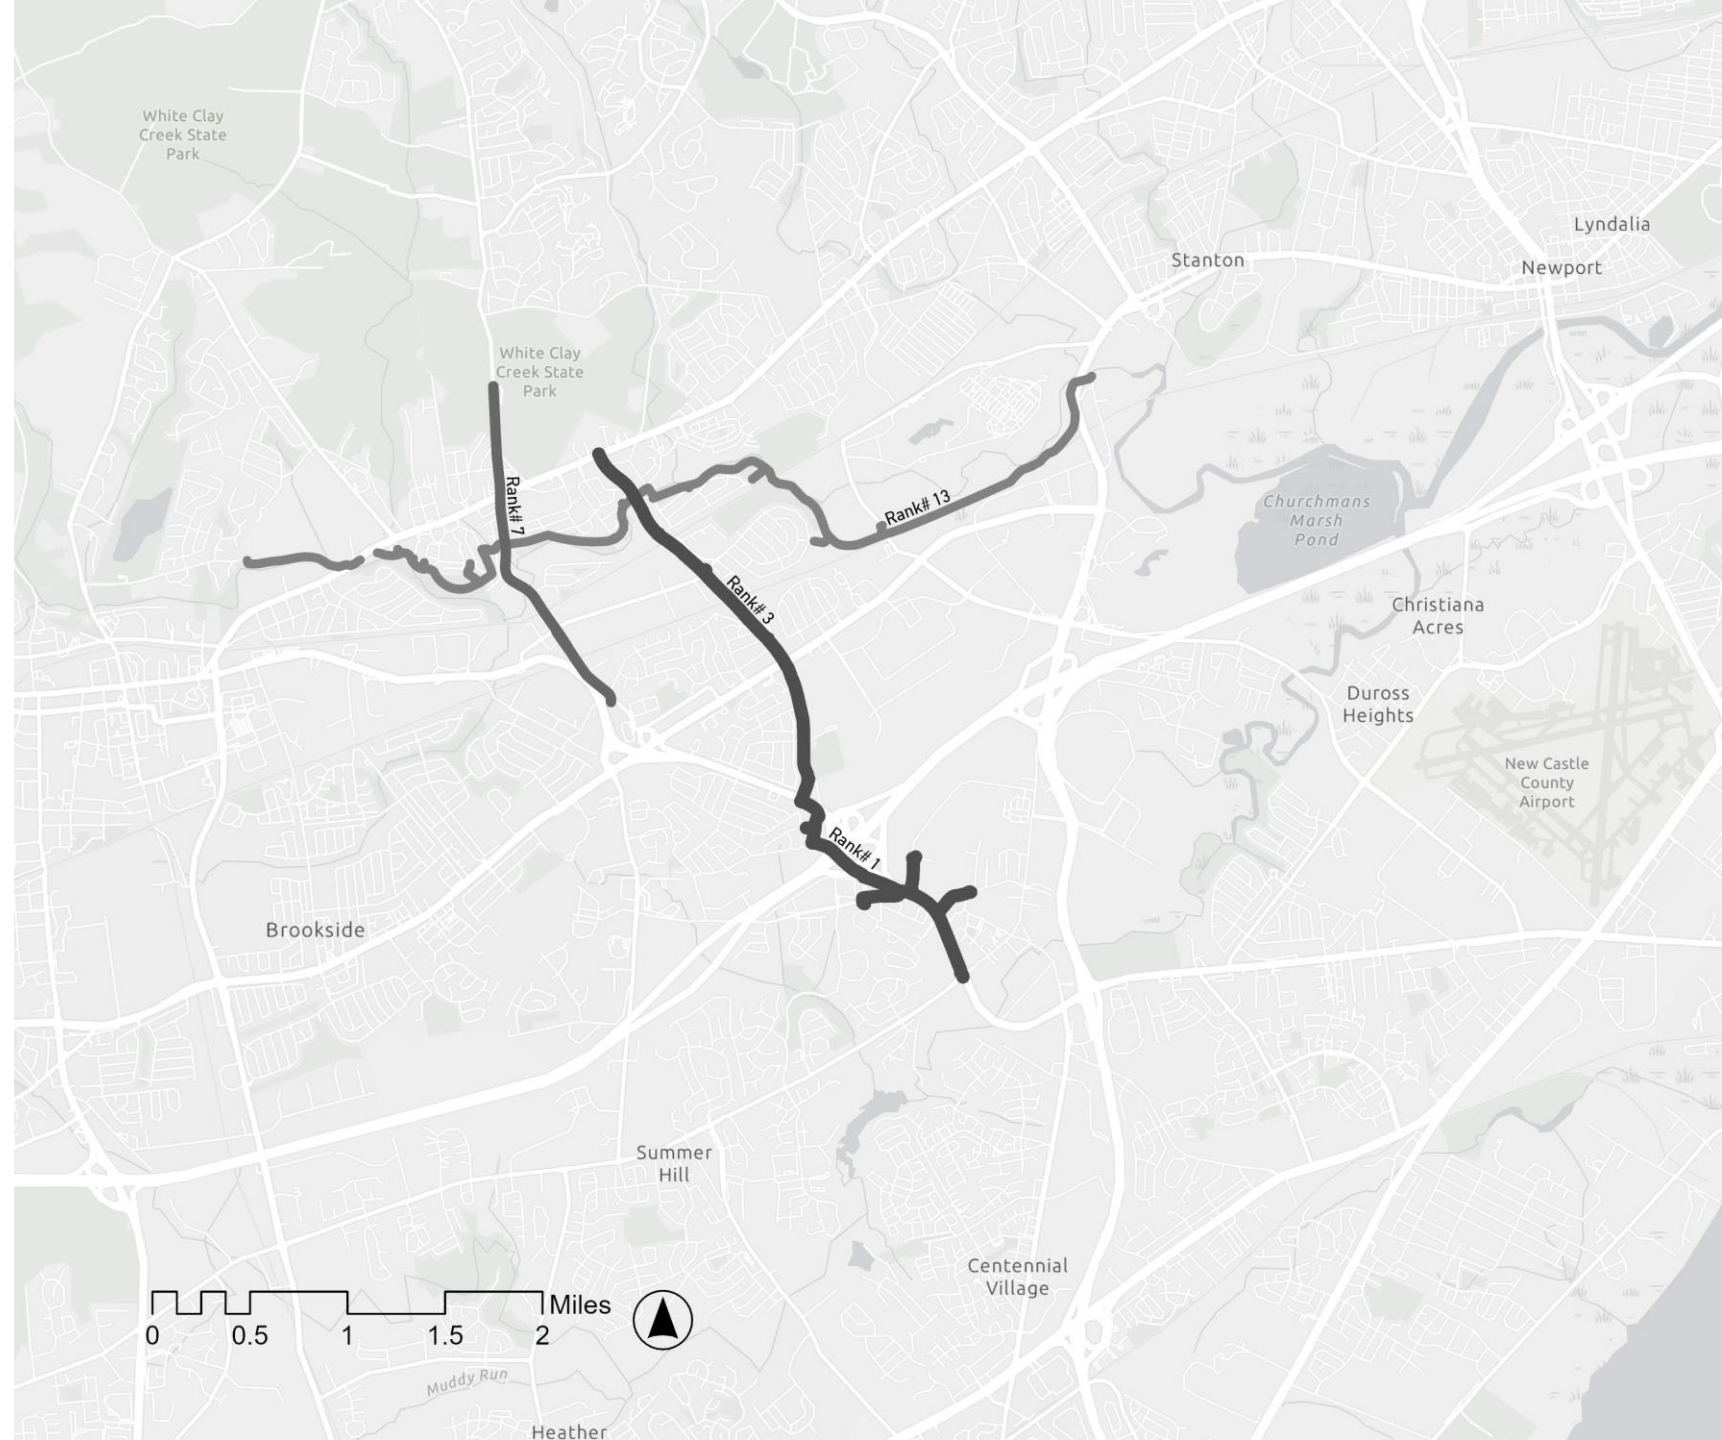 White Clay
Creek State
Park
Lyndalia
Stanton
Newport
White Clay
Creek State
Park
Rank# 7
Rank# 13
Churchmans
Marsh
Pond
Rank# 3
Christiana
Acres
Duross
Heights
New Castle
County
Airport
Rank# 1
Brookside
Summer
Hill
Centennial
Village
Miles
0 0.5 1 1.5 2
Muddy Run
Heather